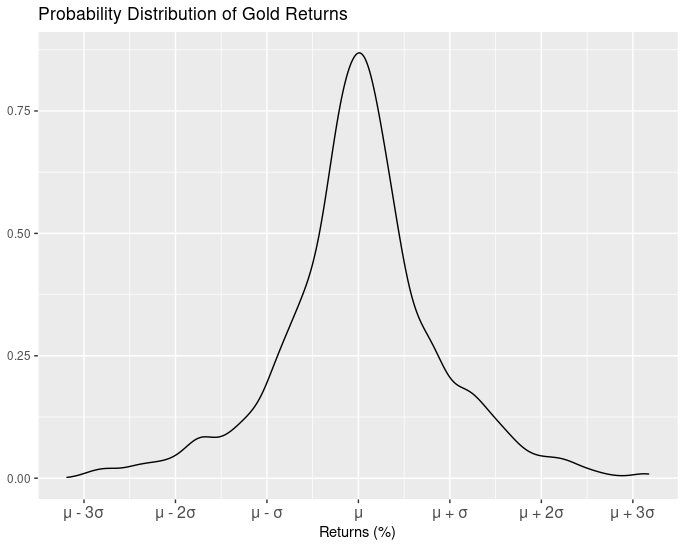 Probability Distribution of Gold Returns
0.75
0.50
0.25
0.00
μ - 3σ μ - 2σ μ - σ μ μ + σ μ + 2σ μ + 3σ
Returns (%)